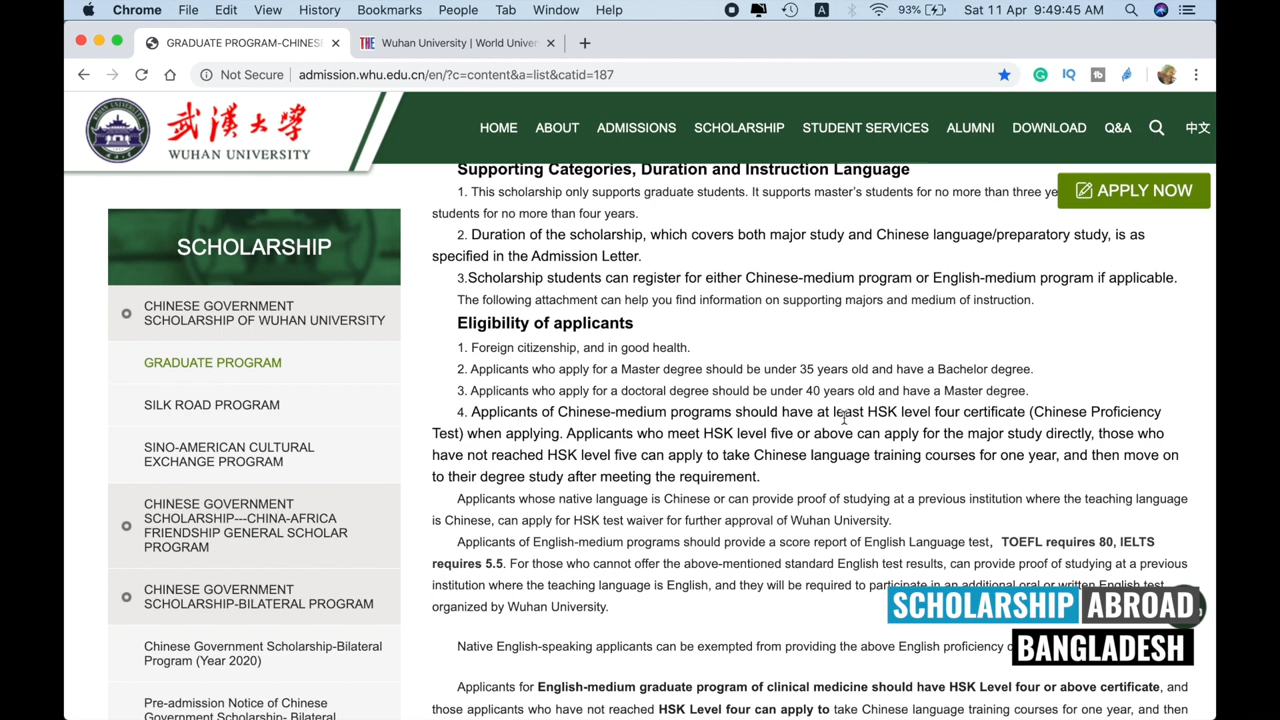 Chrome File Edit View History Bookmarks People Tab Window Help A 93% Sat 11 Apr 9:49:45 AM
GRADUATE PROGRAM-CHINES × THE Wuhan University | World Univer × +
Not Secure admission.whu.edu.cn/en/?c=content&a=list&catid=187 IQ tb
武漢大學
WUHAN UNIVERSITY
HOME ABOUT ADMISSIONS SCHOLARSHIP STUDENT SERVICES ALUMNI DOWNLOAD Q&A 中文
APPLY NOW
SCHOLARSHIP
CHINESE GOVERNMENT
SCHOLARSHIP OF WUHAN UNIVERSITY
GRADUATE PROGRAM
SILK ROAD PROGRAM
SINO-AMERICAN CULTURAL
EXCHANGE PROGRAM
CHINESE GOVERNMENT
SCHOLARSHIP---CHINA-AFRICA
FRIENDSHIP GENERAL SCHOLAR
PROGRAM
CHINESE GOVERNMENT
SCHOLARSHIP-BILATERAL PROGRAM
Chinese Government Scholarship-Bilateral
Program (Year 2020)
Pre-admission Notice of Chinese
Government Scholarship- Bilateral
Supporting Categories, Duration and Instruction Language
1. This scholarship only supports graduate students. It supports master's students for no more than three ye
students for no more than four years.
2. Duration of the scholarship, which covers both major study and Chinese language/preparatory study, is as
specified in the Admission Letter.
3.Scholarship students can register for either Chinese-medium program or English-medium program if applicable.
The following attachment can help you find information on supporting majors and medium of instruction.
Eligibility of applicants
1. Foreign citizenship, and in good health.
2. Applicants who apply for a Master degree should be under 35 years old and have a Bachelor degree.
3. Applicants who apply for a doctoral degree should be under 40 years old and have a Master degree.
4. Applicants of Chinese-medium programs should have at least HSK level four certificate (Chinese Proficiency
Test) when applying. Applicants who meet HSK level five or above can apply for the major study directly, those who
have not reached HSK level five can apply to take Chinese language training courses for one year, and then move on
to their degree study after meeting the requirement.
Applicants whose native language is Chinese or can provide proof of studying at a previous institution where the teaching language
is Chinese, can apply for HSK test waiver for further approval of Wuhan University.
Applicants of English-medium programs should provide a score report of English Language test, TOEFL requires 80, IELTS
requires 5.5. For those who cannot offer the above-mentioned standard English test results, can provide proof of studying at a previous
institution where the teaching language is English, and they will be required to participate in an additional oral or written English test
organized by Wuhan University.
Native English-speaking applicants can be exempted from providing the above English proficiency
Applicants for English-medium graduate program of clinical medicine should have HSK Level four or above certificate, and
those applicants who have not reached HSK Level four can apply to take Chinese language training courses for one year, and then
SCHOLARSHIP ABROAD
BANGLADESH